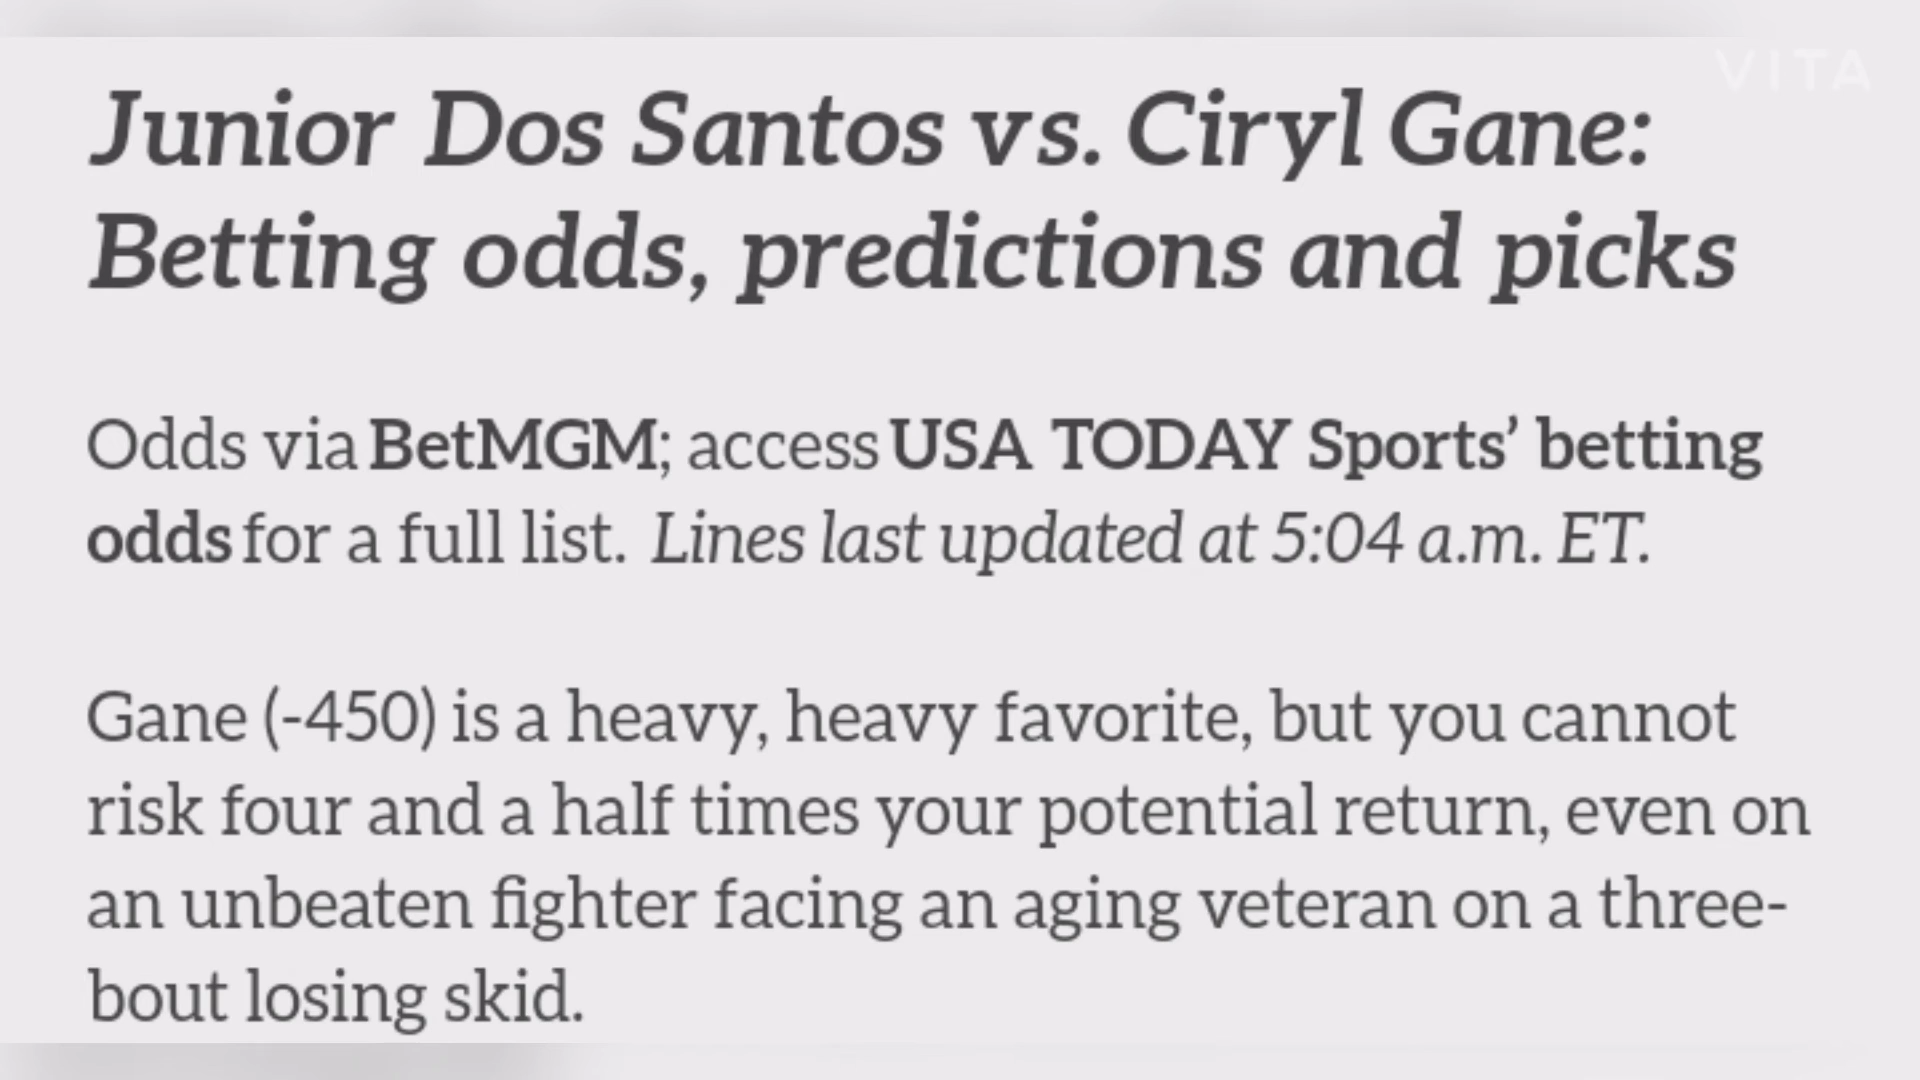 VITA
Junior Dos Santos vs. Ciryl Gane:
Betting odds, predictions and picks
Odds via BetMGM; access USA TODAY Sports’ betting
odds for a full list. Lines last updated at 5:04 a.m. ET.
Gane (-450) is a heavy, heavy favorite, but you cannot
risk four and a half times your potential return, even on
an unbeaten fighter facing an aging veteran on a three-
bout losing skid.